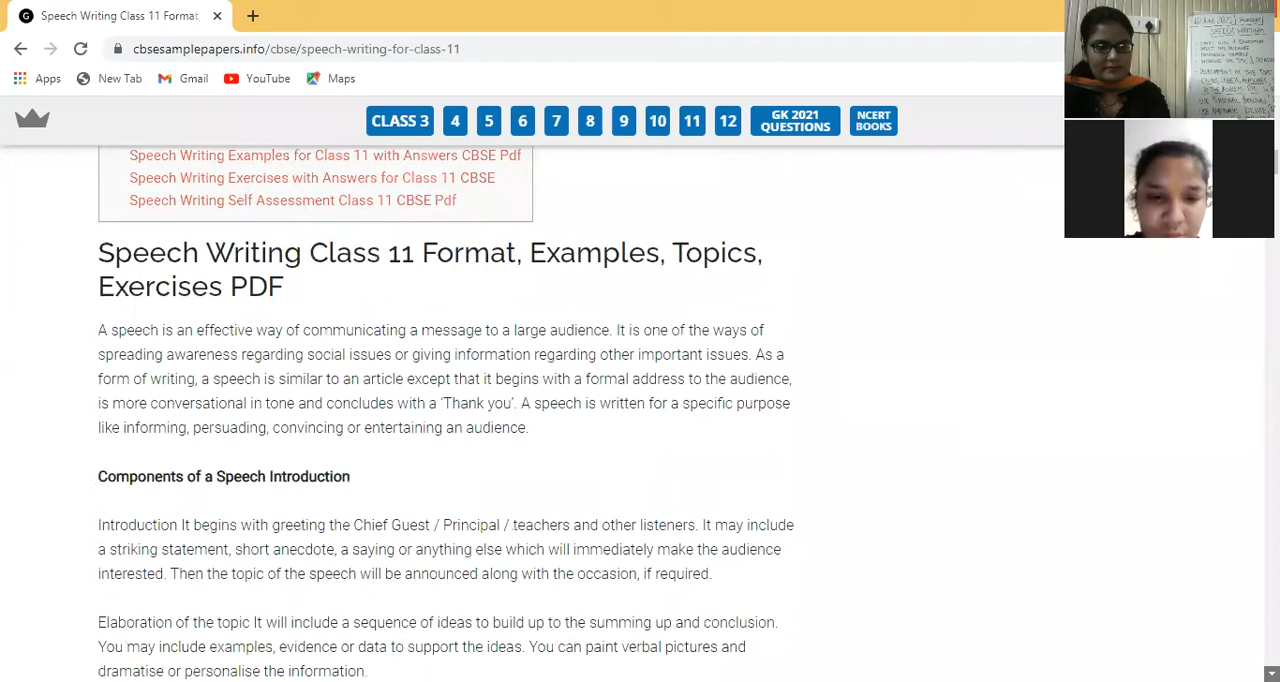 Speech Writing Class 11 Format,
cbsesamplepapers.info/cbse/speech-writing-for-class-11
Apps New Tab Gmail YouTube Maps
CLASS 3 4 5 6 7 8 9 10 11 12 GK 2021 QUESTIONS NCERT BOOKS
Speech Writing Examples for Class 11 with Answers CBSE Pdf
Speech Writing Exercises with Answers for Class 11 CBSE
Speech Writing Self Assessment Class 11 CBSE Pdf
Speech Writing Class 11 Format, Examples, Topics,
Exercises PDF
A speech is an effective way of communicating a message to a large audience. It is one of the ways of
spreading awareness regarding social issues or giving information regarding other important issues. As a
form of writing, a speech is similar to an article except that it begins with a formal address to the audience,
is more conversational in tone and concludes with a ‘Thank you’. A speech is written for a specific purpose
like informing, persuading, convincing or entertaining an audience.
Components of a Speech Introduction
Introduction It begins with greeting the Chief Guest / Principal / teachers and other listeners. It may include
a striking statement, short anecdote, a saying or anything else which will immediately make the audience
interested. Then the topic of the speech will be announced along with the occasion, if required.
Elaboration of the topic It will include a sequence of ideas to build up to the summing up and conclusion.
You may include examples, evidence or data to support the ideas. You can paint verbal pictures and
dramatise or personalise the information.
SPEECH WRITING